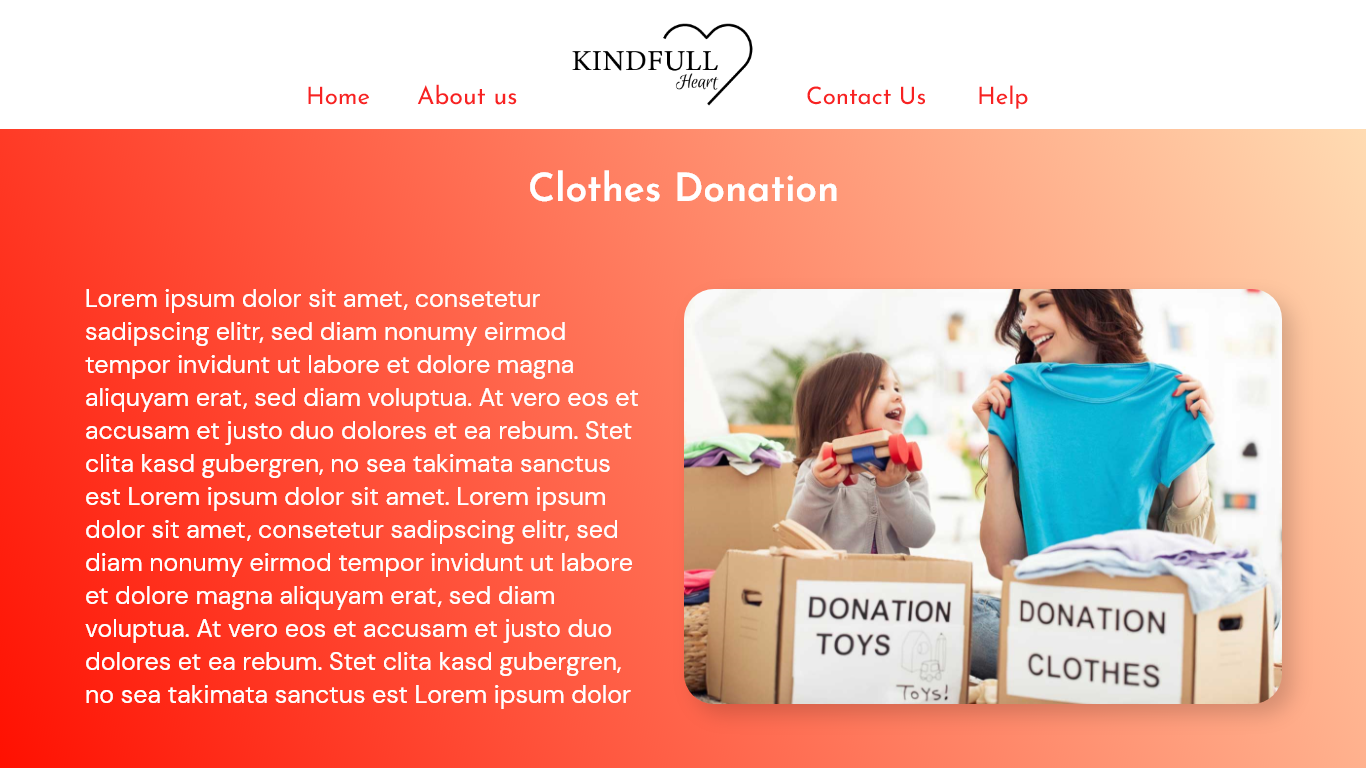 KINDFULL
Heart
Home About us Contact Us Help
Clothes Donation
Lorem ipsum dolor sit amet, consetetur
sadipscing elitr, sed diam nonumy eirmod
tempor invidunt ut labore et dolore magna
aliquyam erat, sed diam voluptua. At vero eos et
accusam et justo duo dolores et ea rebum. Stet
clita kasd gubergren, no sea takimata sanctus
est Lorem ipsum dolor sit amet. Lorem ipsum
dolor sit amet, consetetur sadipscing elitr, sed
diam nonumy eirmod tempor invidunt ut labore
et dolore magna aliquyam erat, sed diam
voluptua. At vero eos et accusam et justo duo
dolores et ea rebum. Stet clita kasd gubergren,
no sea takimata sanctus est Lorem ipsum dolor
DONATION
TOYS
Toys!
DONATION
CLOTHES